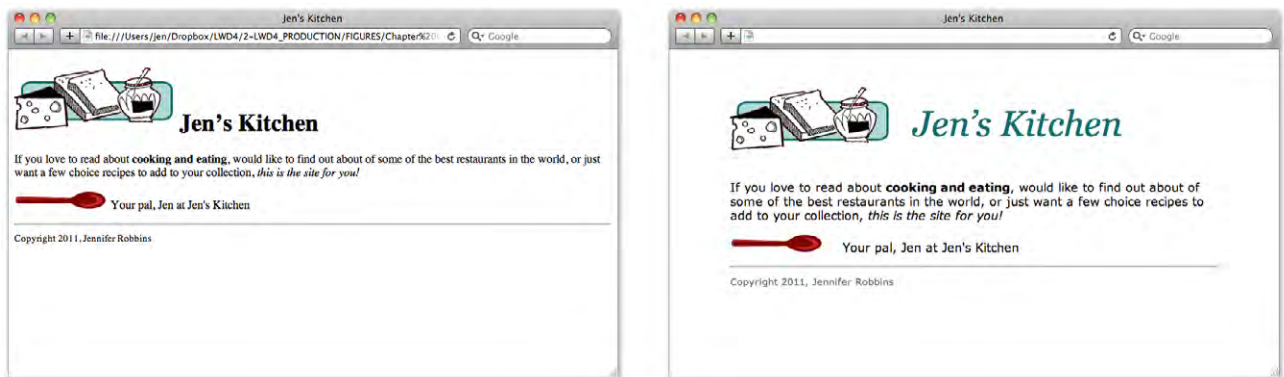 Jen's Kitchen
file:///Users/jen/Dropbox/LWD4/2-LWD4_PRODUCTION/FIGURES/Chapter%20
Google
Jen's Kitchen
If you love to read about cooking and eating, would like to find out about of some of the best restaurants in the world, or just
want a few choice recipes to add to your collection, this is the site for you!
Your pal, Jen at Jen's Kitchen
Copyright 2011, Jennifer Robbins
Jen's Kitchen
Google
Jen's Kitchen
If you love to read about cooking and eating, would like to find out about of
some of the best restaurants in the world, or just want a few choice recipes to
add to your collection, this is the site for you!
Your pal, Jen at Jen's Kitchen
Copyright 2011, Jennifer Robbins